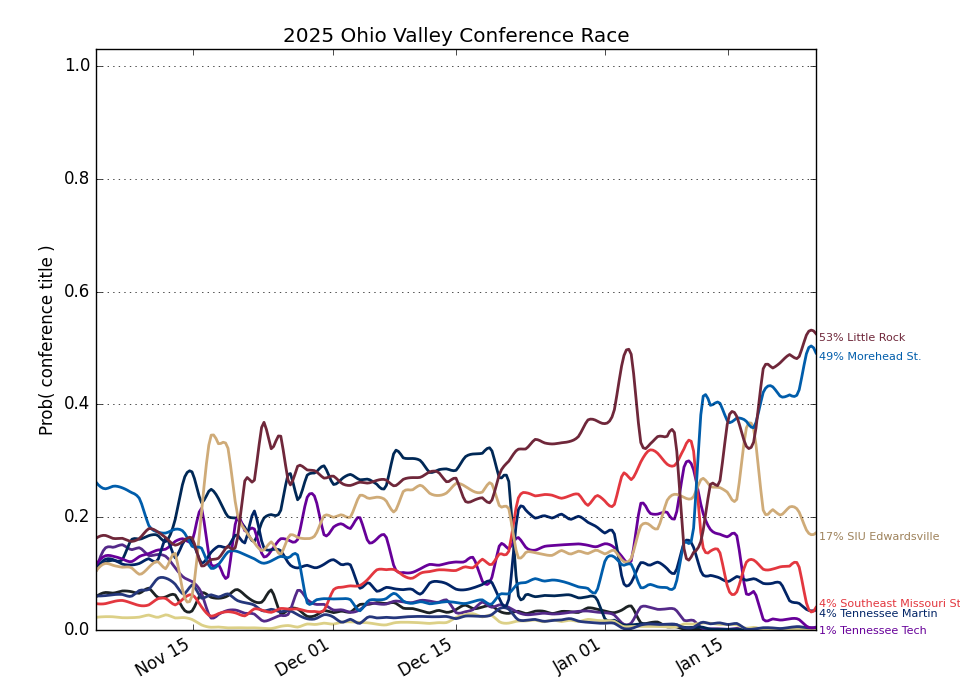 2025 Ohio Valley Conference Race
Prob( conference title )
1.0
0.8
0.6
0.4
0.2
0.0
Nov 15
Dec 01
Dec 15
Jan 01
Jan 15
53% Little Rock
49% Morehead St.
17% SIU Edwardsville
4% Southeast Missouri St
4% Tennessee Martin
1% Tennessee Tech